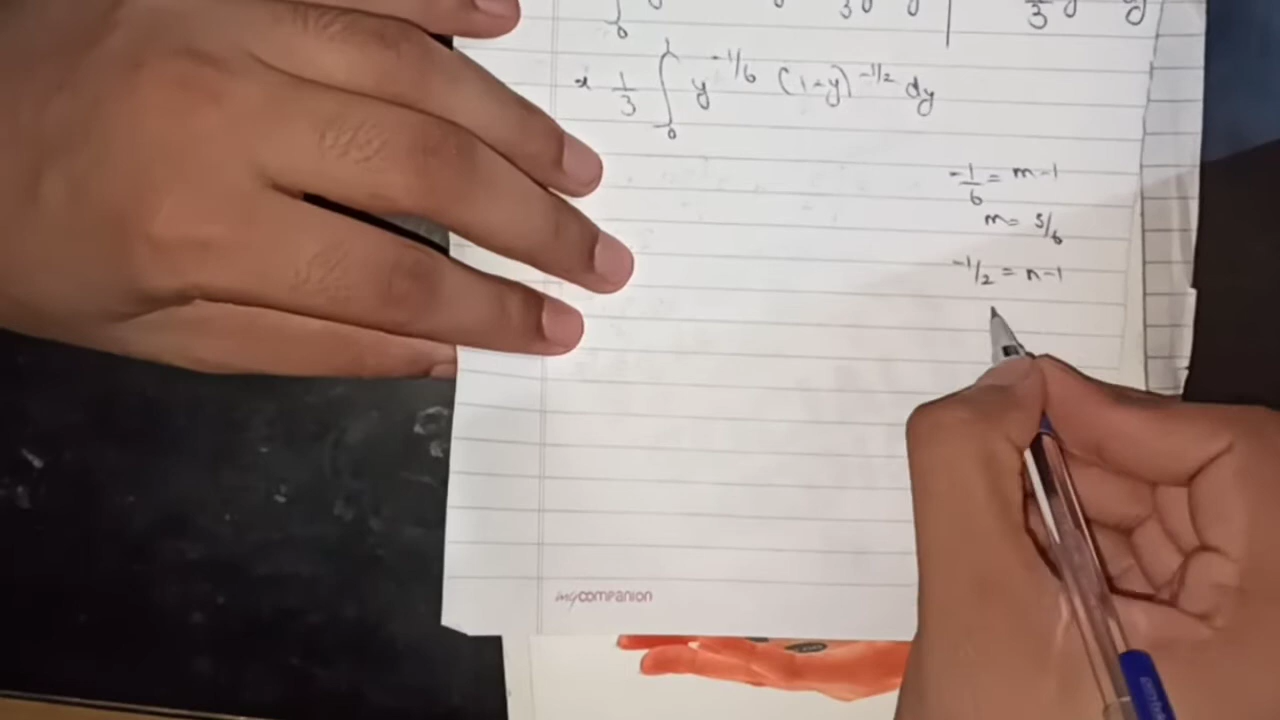 1/3 ∫₀¹ y^(-1/6) (1-y)^(-1/2) dy
-1/6 = m-1
m = 5/6
-1/2 = n-1
mycompanion